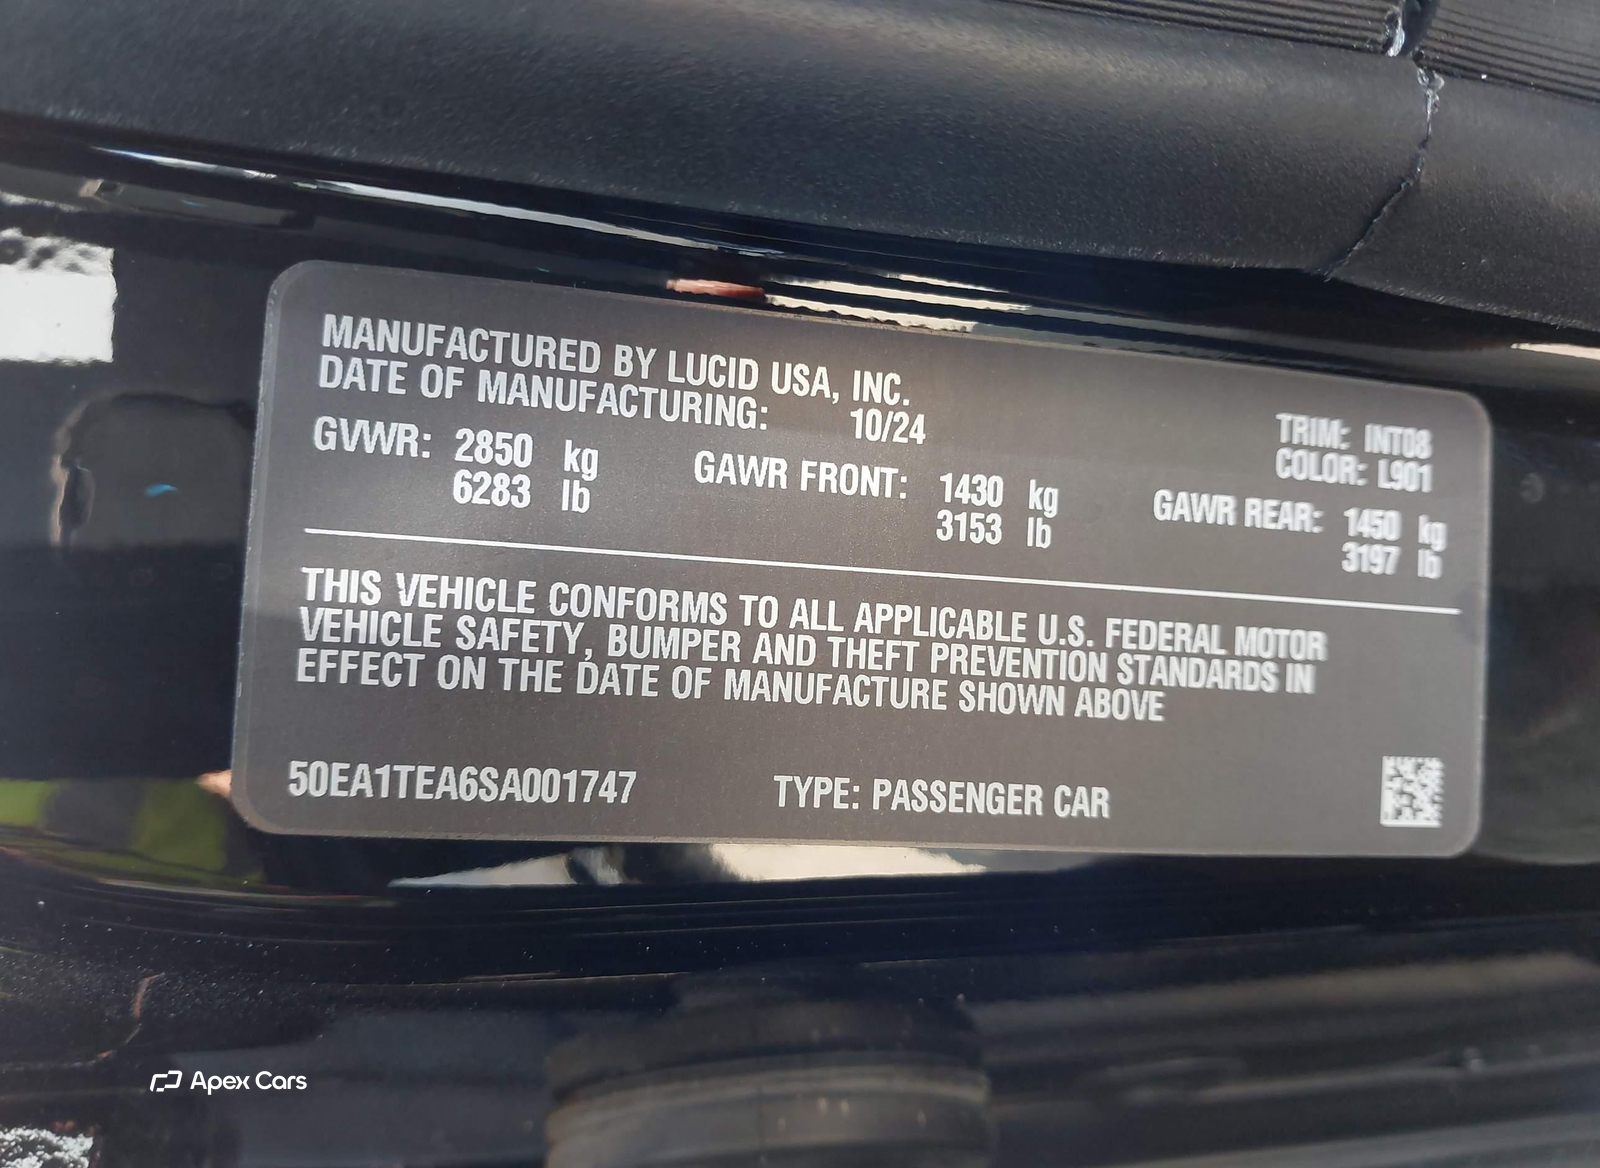 MANUFACTURED BY LUCID USA, INC.
DATE OF MANUFACTURING: 10/24
TRIM: INT08
COLOR: L901
GVWR: 2850 kg
6283 lb
GAWR FRONT: 1430 kg
3153 lb
GAWR REAR: 1450 kg
3197 lb
THIS VEHICLE CONFORMS TO ALL APPLICABLE U.S. FEDERAL MOTOR
VEHICLE SAFETY, BUMPER AND THEFT PREVENTION STANDARDS IN
EFFECT ON THE DATE OF MANUFACTURE SHOWN ABOVE
50EA1TEA6SA001747 TYPE: PASSENGER CAR
Apex Cars